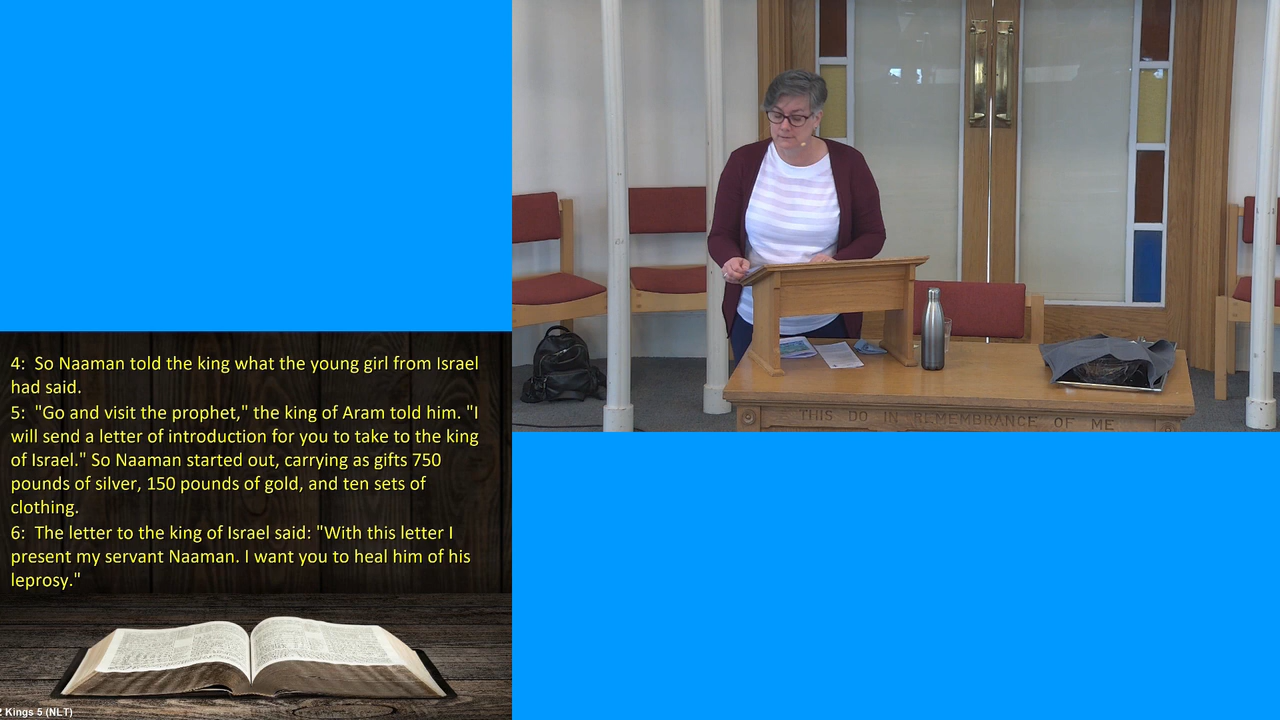 4:  So Naaman told the king what the young girl from Israel
had said.
5:  "Go and visit the prophet," the king of Aram told him. "I
will send a letter of introduction for you to take to the king
of Israel." So Naaman started out, carrying as gifts 750
pounds of silver, 150 pounds of gold, and ten sets of
clothing.
6:  The letter to the king of Israel said: "With this letter I
present my servant Naaman. I want you to heal him of his
leprosy."
2 Kings 5 (NLT)
THIS DO IN REMEMBRANCE OF ME